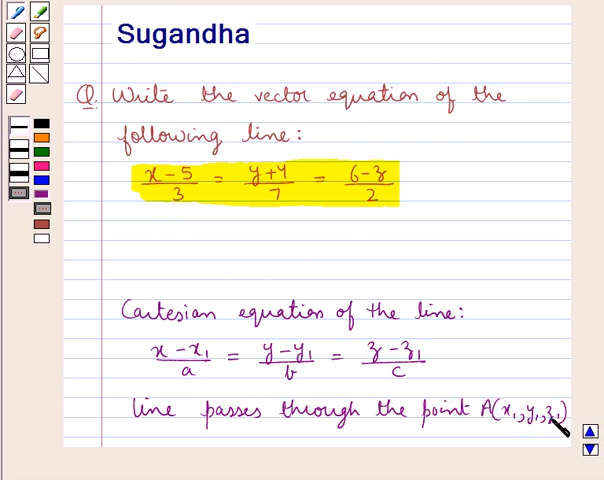 Sugandha
Q. Write the vector equation of the
following line:
x-5/3 = y+4/7 = 6-z/2
Cartesian equation of the line:
x-x₁/a = y-y₁/b = z-z₁/c
Line passes through the point A(x₁,y₁,z₁)